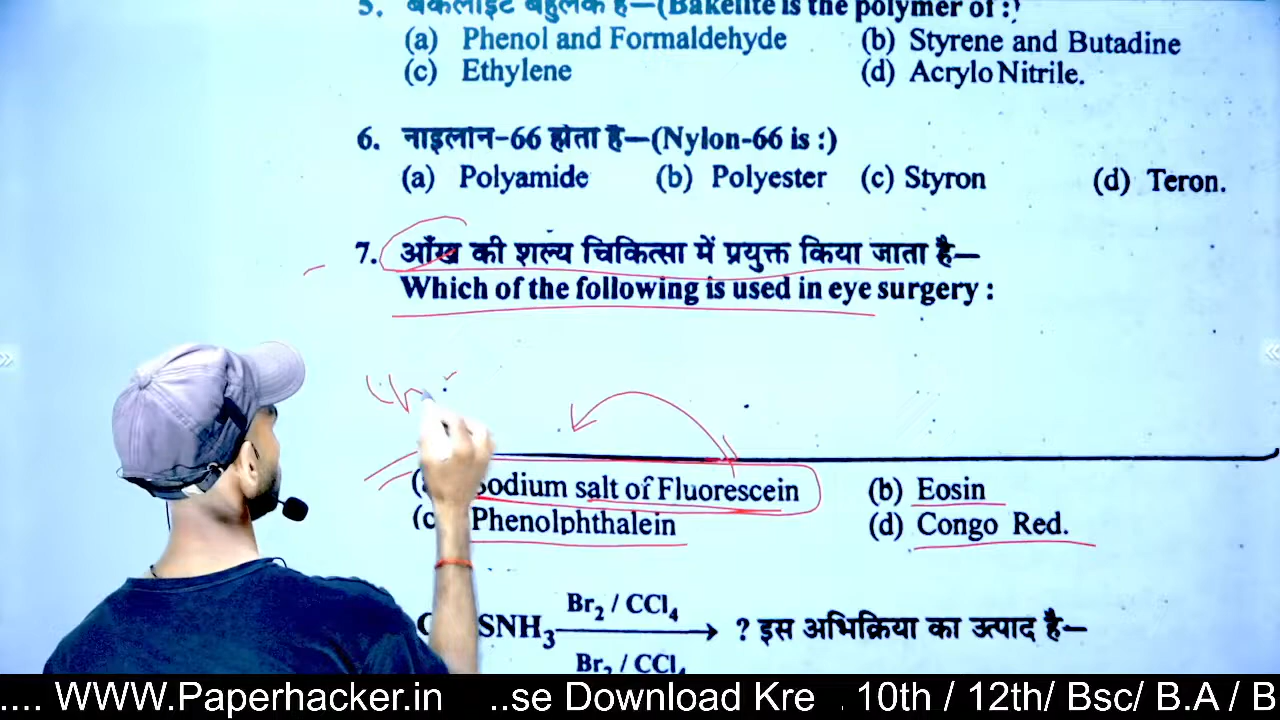 5. बैकेलाइट बहुलक है—(Bakelite is the polymer of :)
(a) Phenol and Formaldehyde (b) Styrene and Butadine
(c) Ethylene (d) Acrylo Nitrile.
6. नाइलान-66 होता है—(Nylon-66 is :)
(a) Polyamide (b) Polyester (c) Styron (d) Teron.
7. आँख की शल्य चिकित्सा में प्रयुक्त किया जाता है—
Which of the following is used in eye surgery :
Sodium salt of Fluorescein (b) Eosin
(c Phenolphthalein (d) Congo Red.
Br₂ / CCl₄
SNH₃ ? इस अभिक्रिया का उत्पाद है—
Br₂ / CCl₄
.... WWW.Paperhacker.in ..se Download Kre . 10th / 12th/ Bsc/ B.A / B